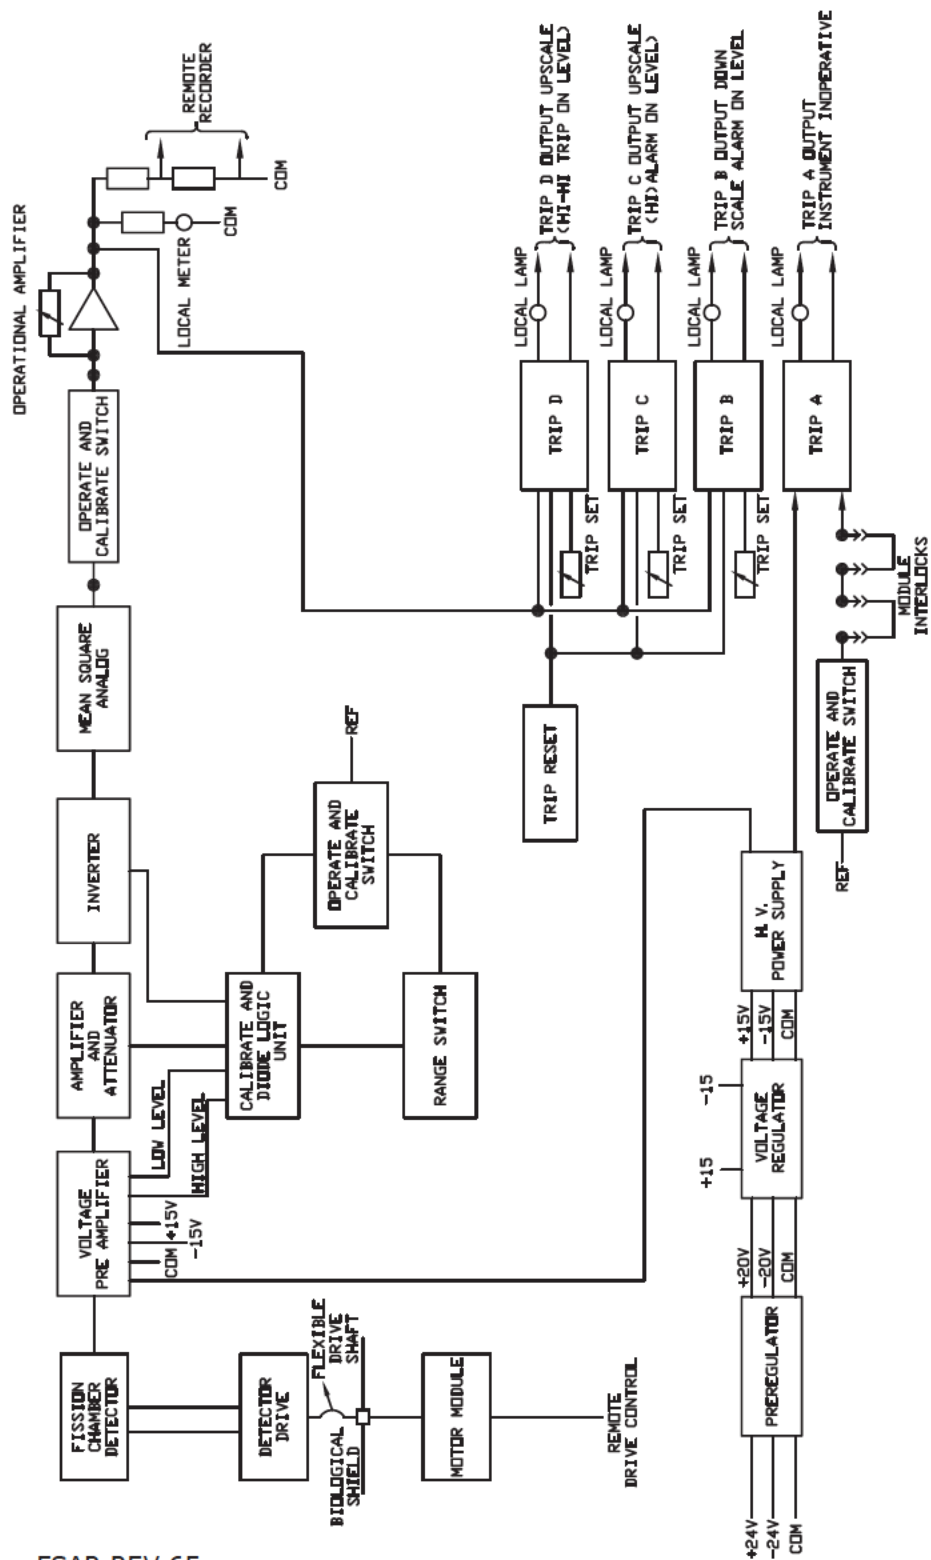 FISSION
CHAMBER
DETECTOR
DETECTOR
DRIVE
FLEXIBLE
DRIVE
SHAFT
BIOLOGICAL
SHIELD
MOTOR MODULE
REMOTE
DRIVE CONTROL
VOLTAGE
PRE AMPLIFIER
COM
+15V
-15V
LOW LEVEL
HIGH LEVEL
AMPLIFIER
AND
ATTENUATOR
INVERTER
MEAN SQUARE
ANALOG
OPERATE AND
CALIBRATE SWITCH
OPERATIONAL AMPLIFIER
LOCAL METER
COM
COM
REMOTE
RECORDER
CALIBRATE AND
DIODE LOGIC
UNIT
RANGE SWITCH
OPERATE AND
CALIBRATE
SWITCH
REF
TRIP RESET
TRIP D
TRIP SET
LOCAL LAMP
TRIP D OUTPUT UPSCALE
(HI-HI TRIP ON LEVEL)
TRIP C
TRIP SET
LOCAL LAMP
TRIP C OUTPUT UPSCALE
(HI)ALARM ON LEVEL)
TRIP B
TRIP SET
LOCAL LAMP
TRIP B OUTPUT DOWN
SCALE ALARM ON LEVEL
TRIP A
LOCAL LAMP
TRIP A OUTPUT
INSTRUMENT INOPERATIVE
MODULE
INTERLOCKS
OPERATE AND
CALIBRATE SWITCH
REF
+24V
-24V
COM
PREREGULATOR
+20V
-20V
COM
VOLTAGE
REGULATOR
+15
-15
+15V
-15V
COM
H. V.
POWER SUPPLY